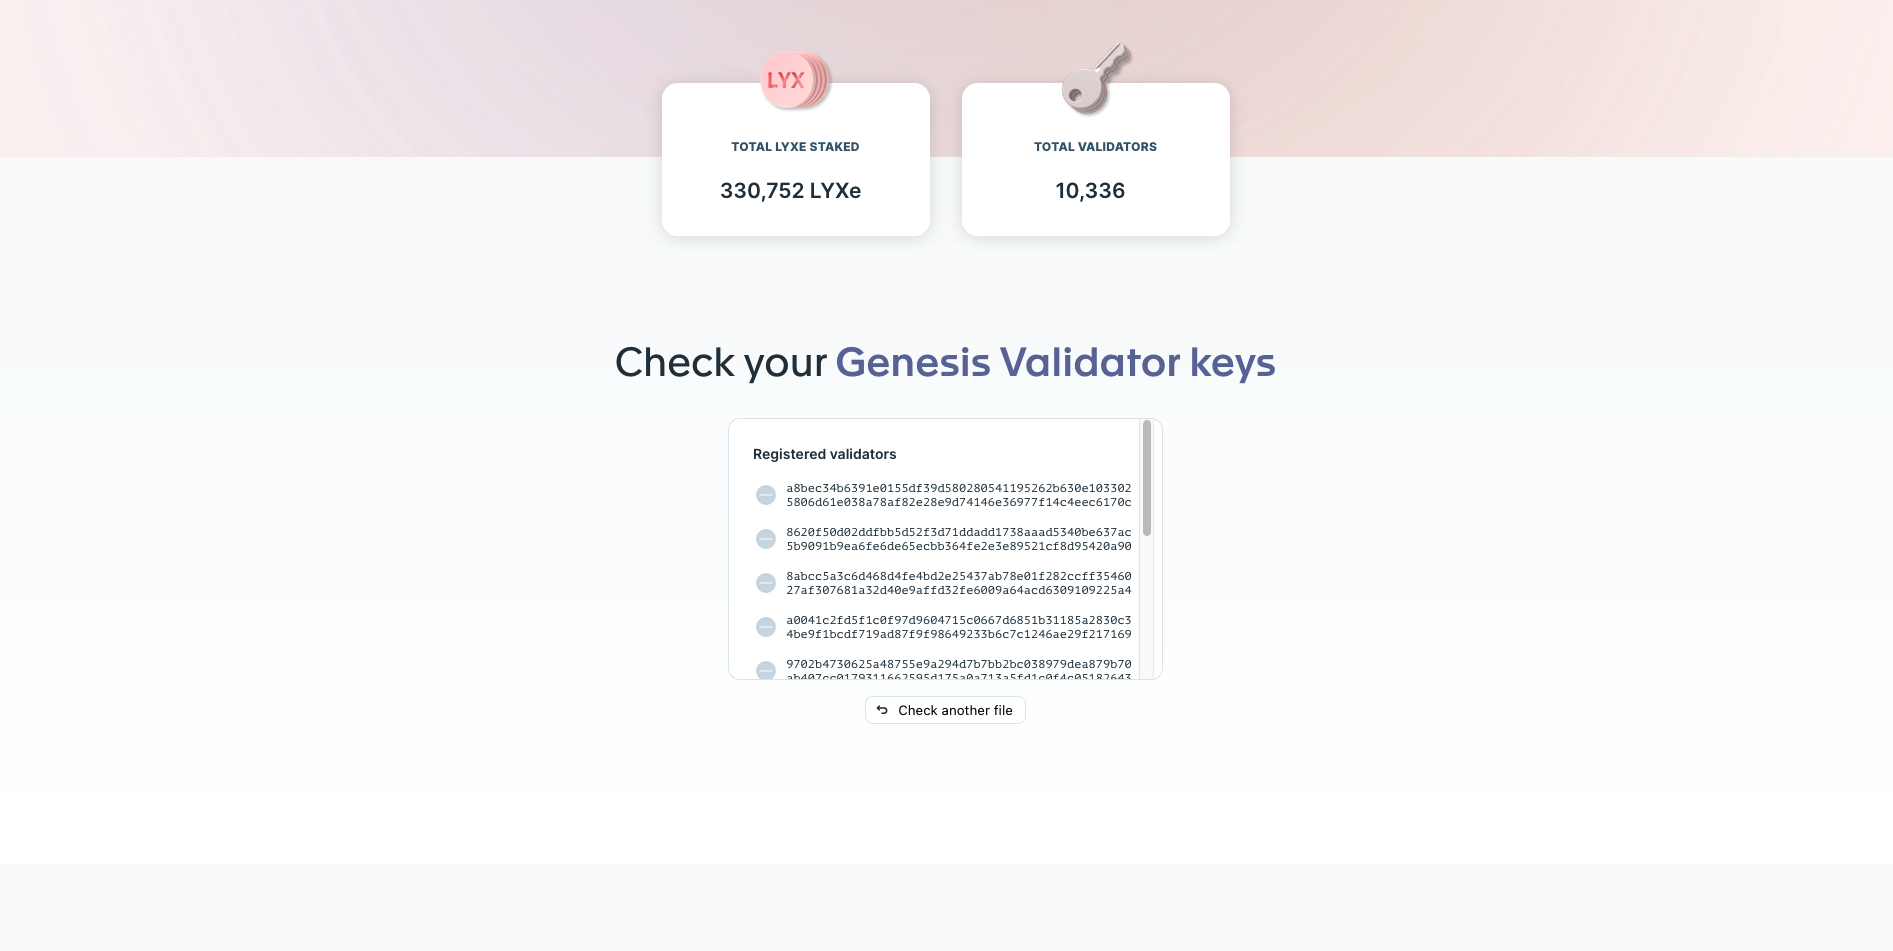 LYX
TOTAL LYXE STAKED
330,752 LYXe
TOTAL VALIDATORS
10,336
Check your Genesis Validator keys
Registered validators
a8bec34b6391e0155df39d580280541195262b630e103302
5806d61e038a78af82e28e9d74146e36977f14c4eec6170c
8620f50d02ddfbb5d52f3d71ddadd1738aaad5340be637ac
5b9091b9ea6fe6de65ecbb364fe2e3e89521cf8d95420a90
8abcc5a3c6d468d4fe4bd2e25437ab78e01f282ccff35460
27af307681a32d40e9affd32fe6009a64acd6309109225a4
a0041c2fd5f1c0f97d9604715c0667d6851b31185a2830c3
4be9f1bcdf719ad87f9f98649233b6c7c1246ae29f217169
9702b4730625a48755e9a294d7b7bb2bc038979dea879b70
Check another file